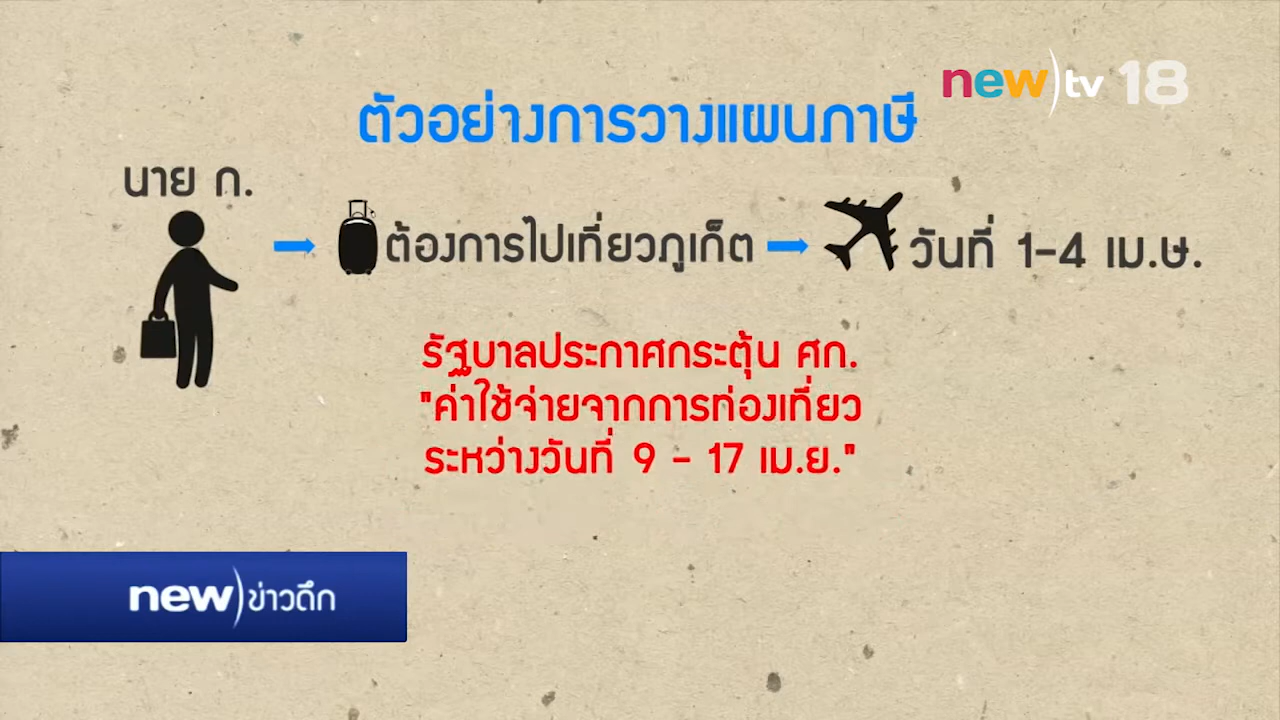 new)tv 18
ตัวอย่างการวางแผนภาษี
นาย ก.
ต้องการไปเที่ยวภูเก็ต
วันที่ 1-4 เม.ษ.
รัฐบาลประกาศกระตุ้น ศก.
"ค่าใช้จ่ายจากการท่องเที่ยว
ระหว่างวันที่ 9 - 17 เม.ย."
new)ข่าวดึก